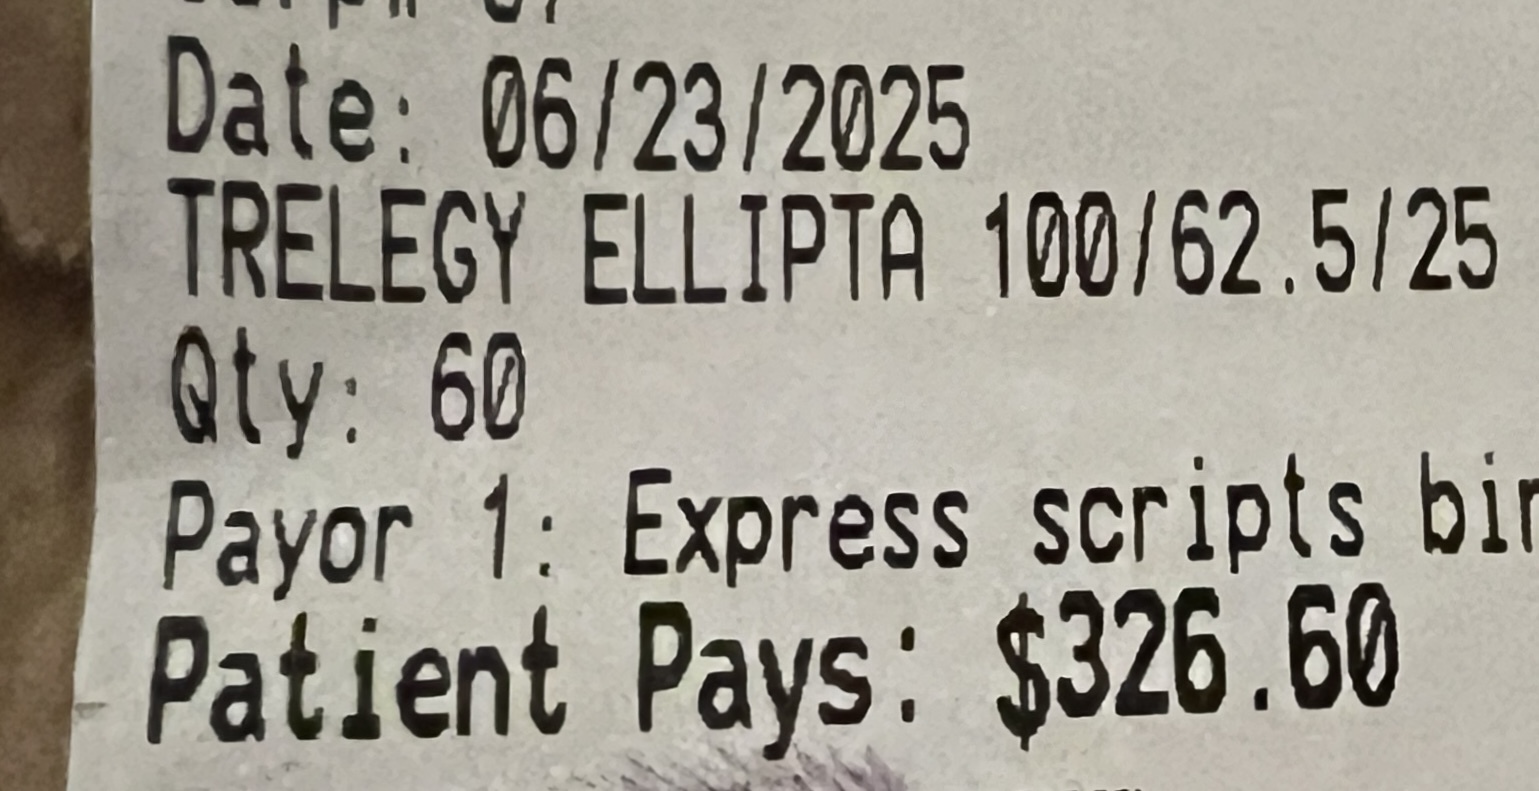 Date: 06/23/2025
TRELEGY ELLIPTA 100/62.5/25
Qty: 60
Payor 1: Express scripts
Patient Pays: $326.60